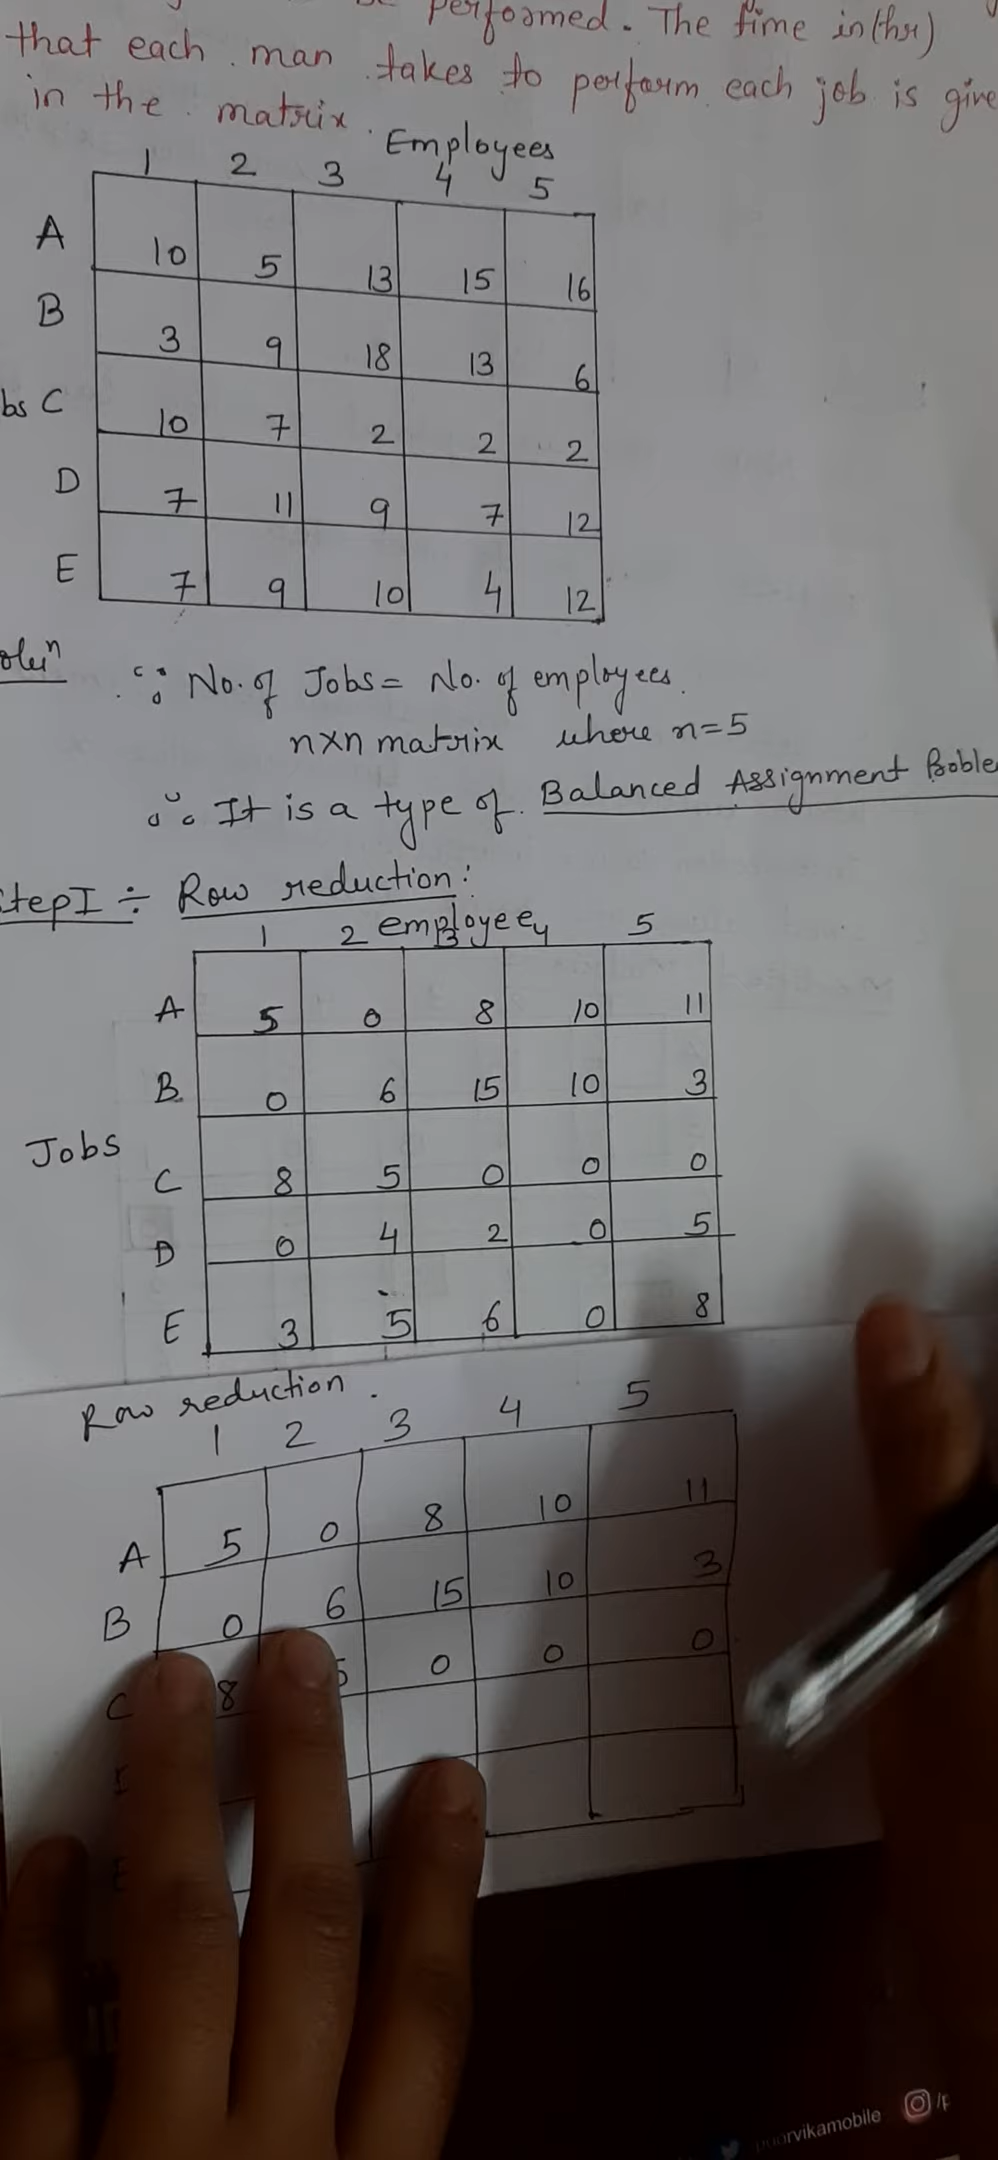 performed. The time in (hr)
that each man takes to perform each job is give
in the matrix.
Employees
1 2 3 4 5
A 10 5 13 15 16
B 3 9 18 13 6
bs C 10 7 2 2 2
D 7 11 9 7 12
E 7 9 10 4 12
olu^n ∵ No. of Jobs = No. of employees.
n×n matrix where n=5
∴ It is a type of Balanced Assignment Proble
Step I ÷ Row reduction:
employee
1 2 3 4 5
A 5 0 8 10 11
B 0 6 15 10 3
Jobs
C 8 5 0 0 0
D 0 4 2 0 5
E 3 5 6 0 8
Row reduction.
1 2 3 4 5
A 5 0 8 10 11
B 0 6 15 10 3
C 8 5 0 0 0
E
orvikamobile